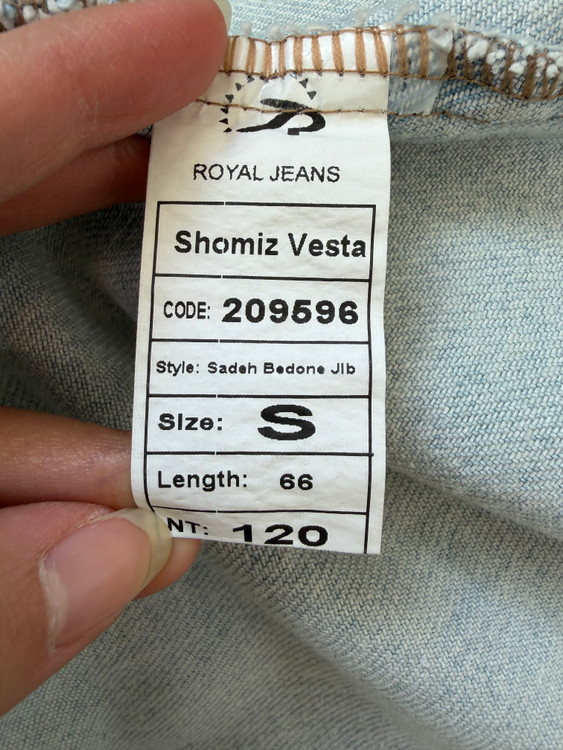 ROYAL JEANS
Shomiz Vesta
CODE: 209596
Style: Sadeh Bedone JIb
Size: S
Length: 66
NT: 120